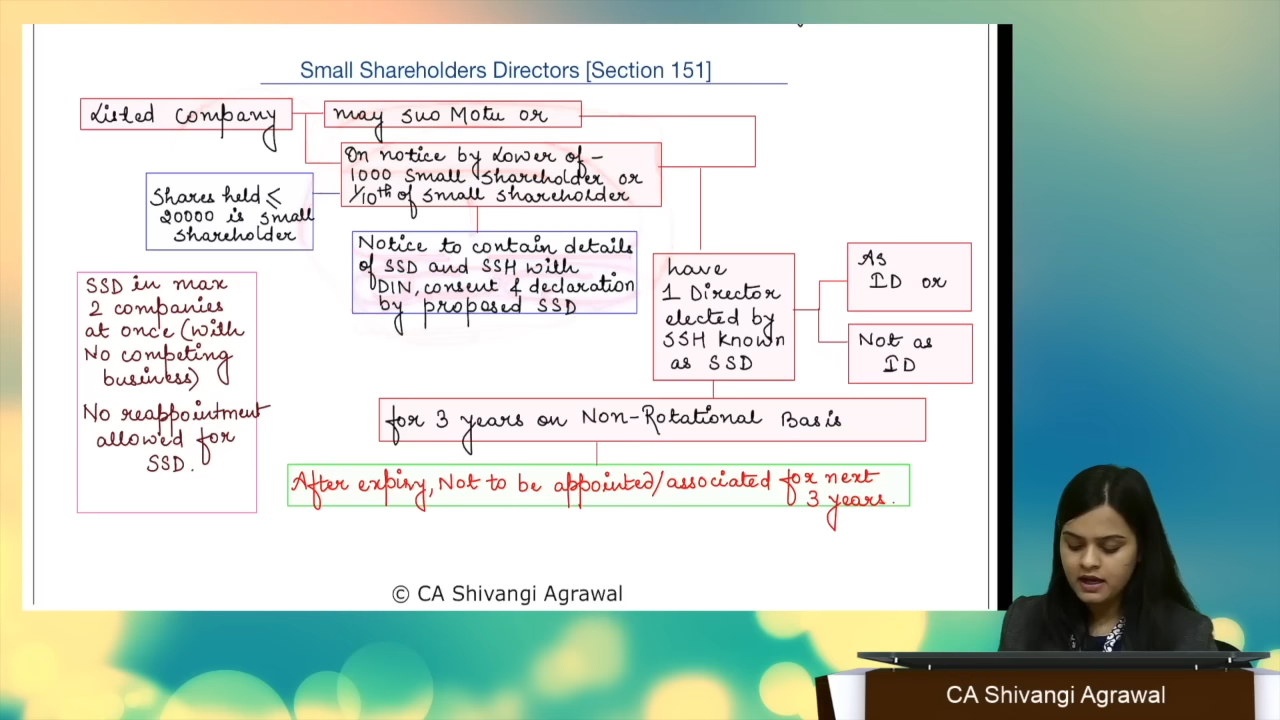 Small Shareholders Directors [Section 151]
Listed company
may suo Motu or
On notice by Lower of -
1000 small shareholder or
1/10th of small shareholder
Shares held ⩽
20000 is small
shareholder
Notice to contain details
of SSD and SSH with
DIN, consent & declaration
by proposed SSD
have
1 Director
elected by
SSH known
as SSD
As
ID or
Not as
ID
SSD in max
2 companies
at once (with
No competing
business)
No reappointment
allowed for
SSD.
for 3 years on Non-Rotational Basis
After expiry, Not to be appointed/associated for next
3 years.
© CA Shivangi Agrawal
CA Shivangi Agrawal